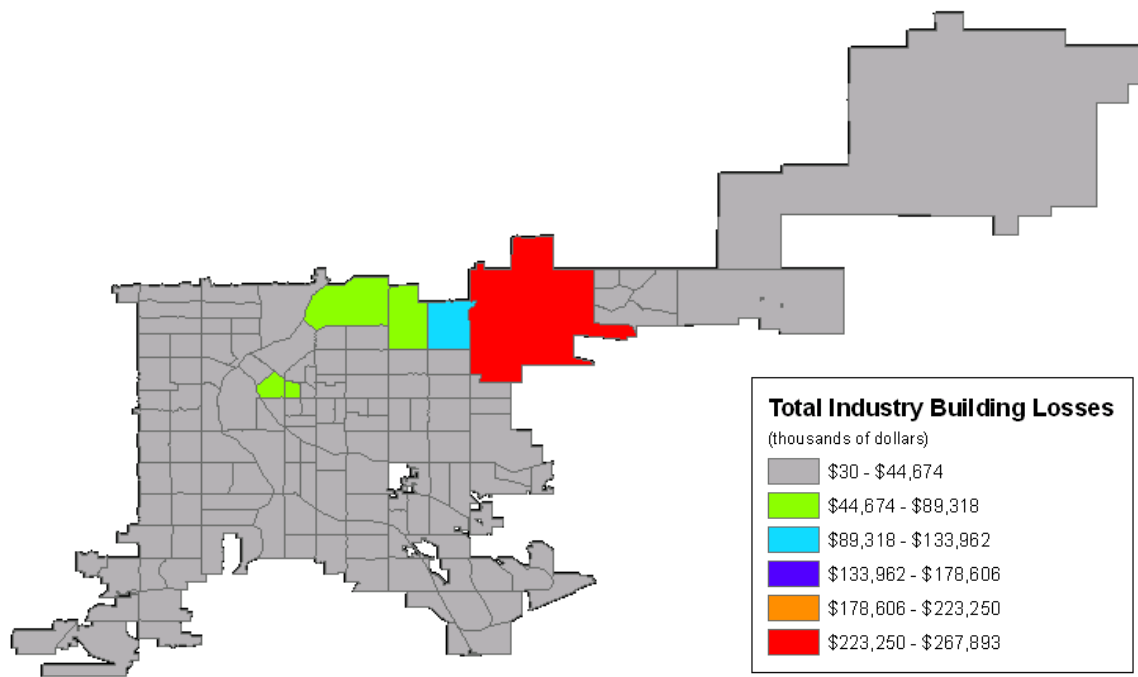 Total Industry Building Losses
(thousands of dollars)
$30 - $44,674
$44,674 - $89,318
$89,318 - $133,962
$133,962 - $178,606
$178,606 - $223,250
$223,250 - $267,893